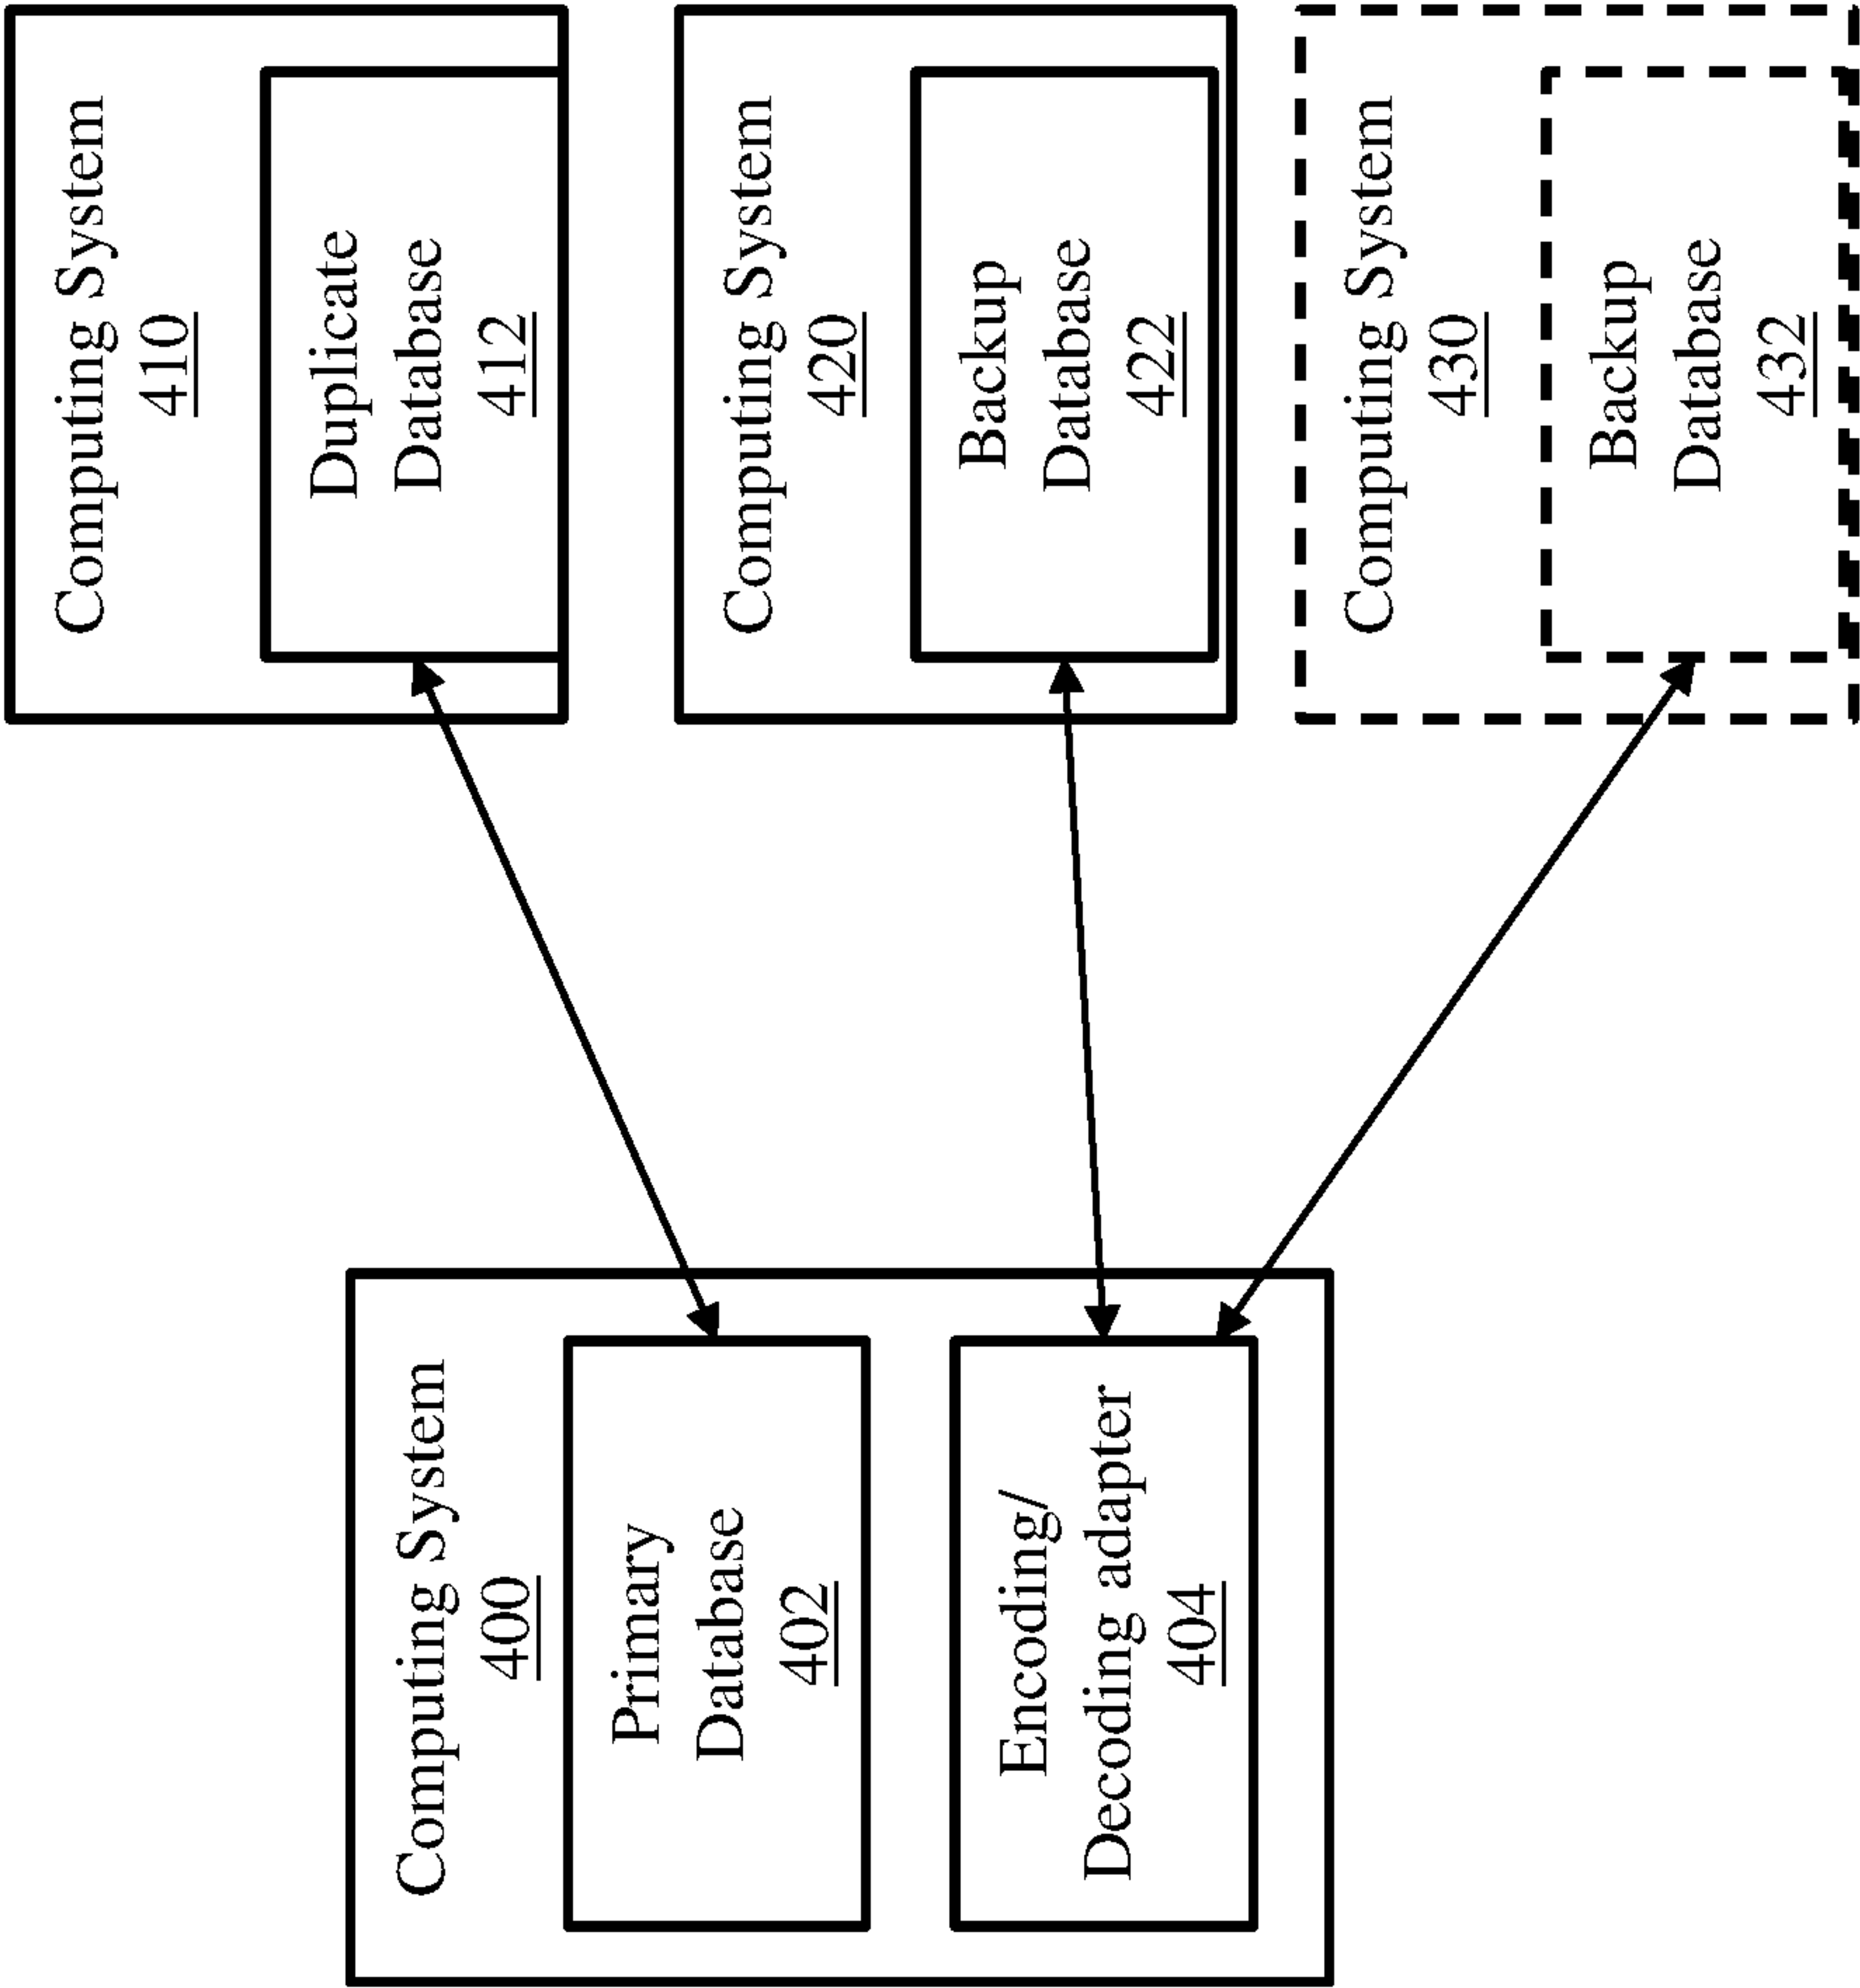 Computing System
400
Primary
Database
402
Encoding/
Decoding adapter
404
Computing System
410
Duplicate
Database
412
Computing System
420
Backup
Database
422
Computing System
430
Backup
Database
432